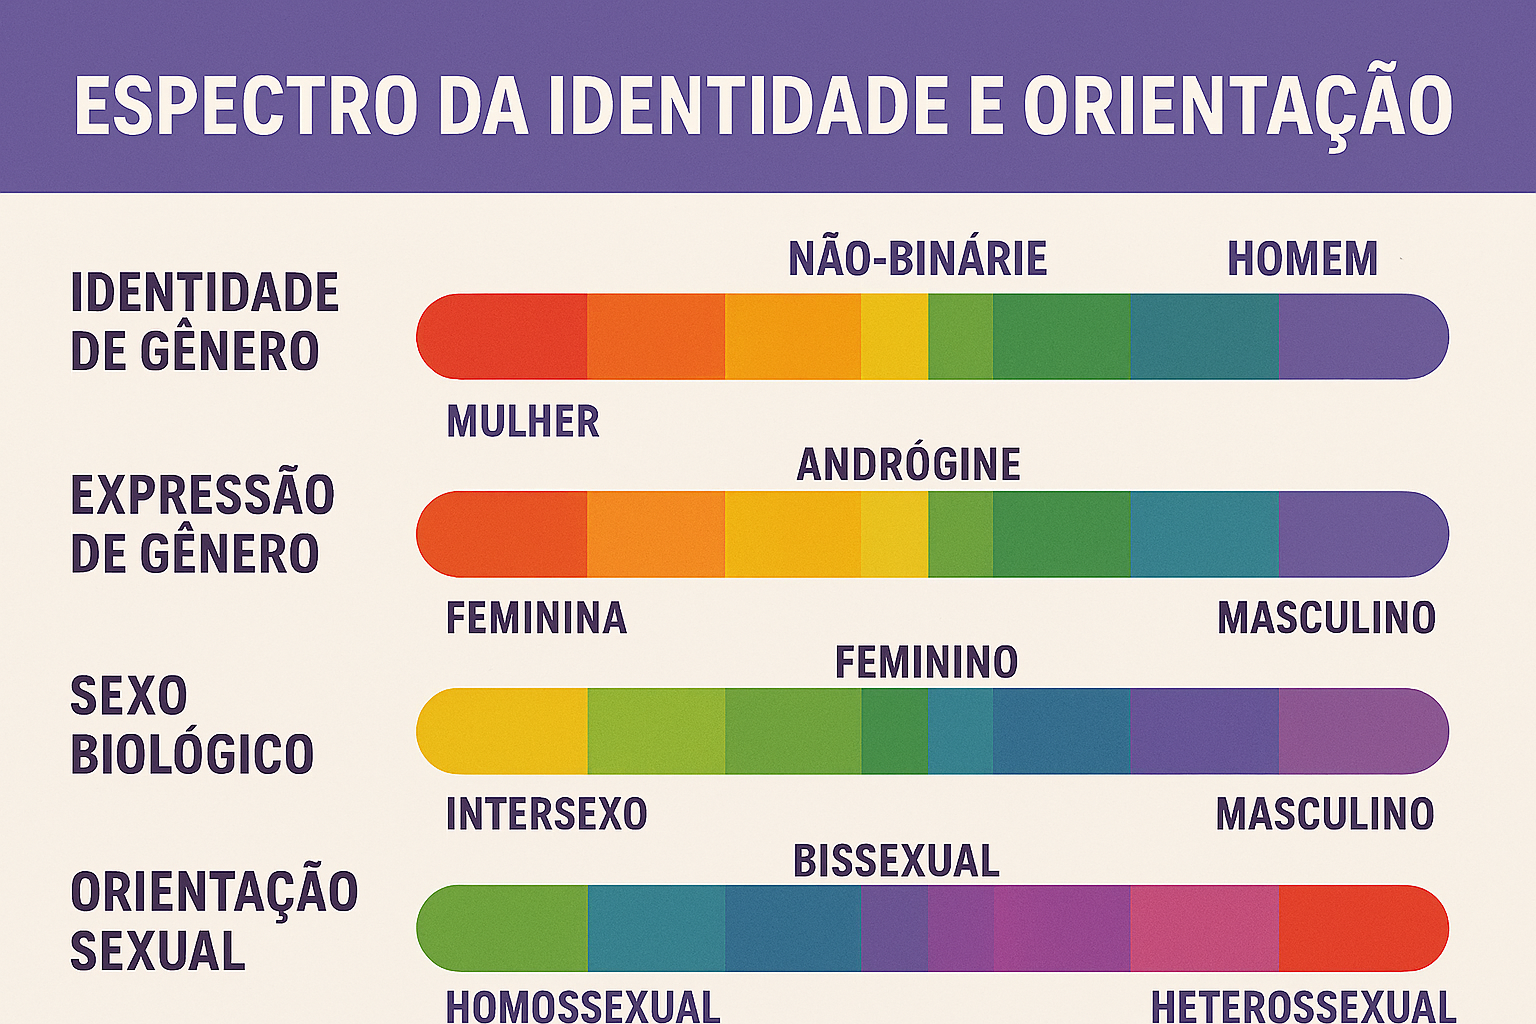 ESPECTRO DA IDENTIDADE E ORIENTAÇÃO
IDENTIDADE
DE GÊNERO
NÃO-BINÁRIE
HOMEM
MULHER
EXPRESSÃO
DE GÊNERO
ANDRÓGINE
FEMININA
MASCULINO
SEXO
BIOLÓGICO
FEMININO
INTERSEXO
MASCULINO
ORIENTAÇÃO
SEXUAL
BISSEXUAL
HOMOSSEXUAL
HETEROSSEXUAL